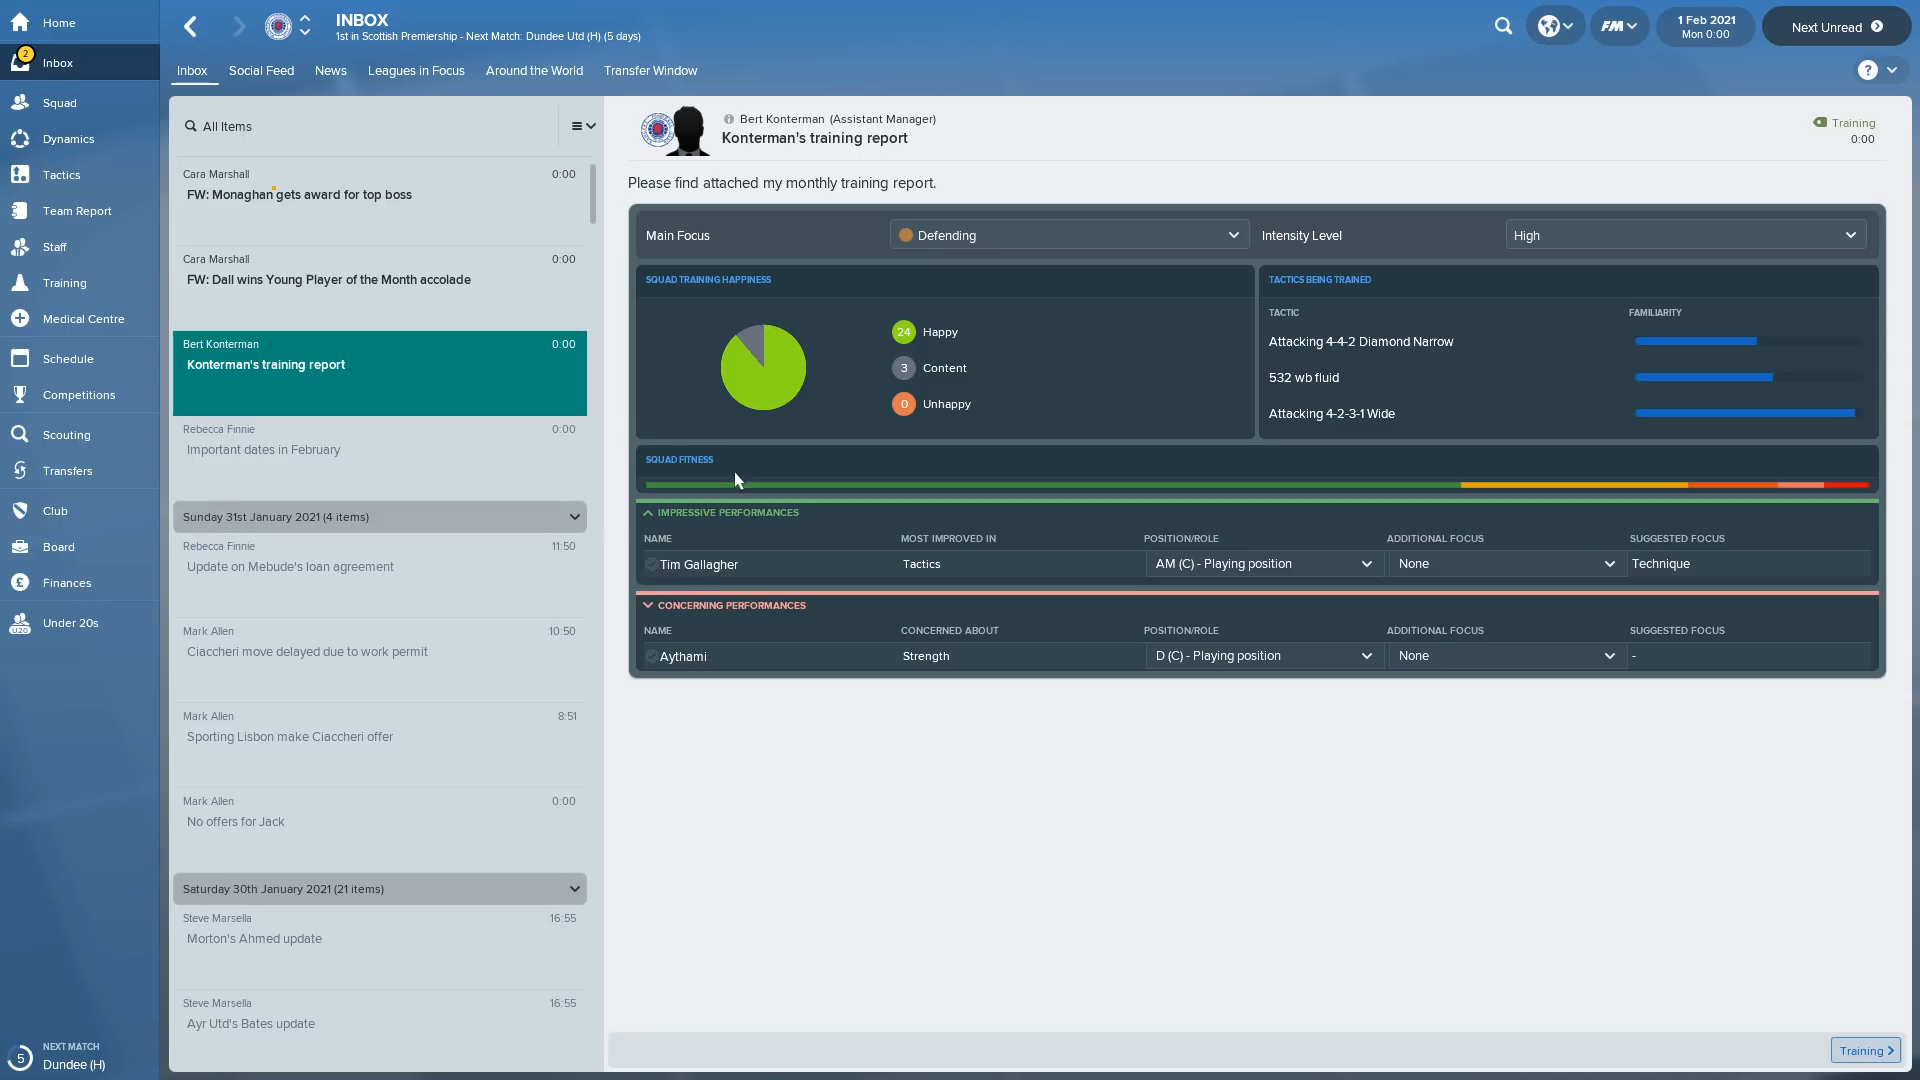 Home
2
Inbox
Squad
Dynamics
Tactics
Team Report
Staff
Training
Medical Centre
Schedule
Competitions
Scouting
Transfers
Club
Board
Finances
U20
Under 20s
5
NEXT MATCH
Dundee (H)
INBOX
1st in Scottish Premiership - Next Match: Dundee Utd (H) (5 days)
FM
1 Feb 2021
Mon 0:00
Next Unread
Inbox
Social Feed
News
Leagues in Focus
Around the World
Transfer Window
?
All Items
Cara Marshall 0:00
FW: Monaghan gets award for top boss
Cara Marshall 0:00
FW: Dall wins Young Player of the Month accolade
Bert Konterman 0:00
Konterman's training report
Rebecca Finnie 0:00
Important dates in February
Sunday 31st January 2021 (4 items)
Rebecca Finnie 11:50
Update on Mebude's loan agreement
Mark Allen 10:50
Ciaccheri move delayed due to work permit
Mark Allen 8:51
Sporting Lisbon make Ciaccheri offer
Mark Allen 0:00
No offers for Jack
Saturday 30th January 2021 (21 items)
Steve Marsella 16:55
Morton's Ahmed update
Steve Marsella 16:55
Ayr Utd's Bates update
Bert Konterman (Assistant Manager)
Konterman's training report
Training
0:00
Please find attached my monthly training report.
Main Focus Defending Intensity Level High
SQUAD TRAINING HAPPINESS
24 Happy
3 Content
0 Unhappy
TACTICS BEING TRAINED
TACTIC FAMILIARITY
Attacking 4-4-2 Diamond Narrow
532 wb fluid
Attacking 4-2-3-1 Wide
SQUAD FITNESS
IMPRESSIVE PERFORMANCES
NAME MOST IMPROVED IN POSITION/ROLE ADDITIONAL FOCUS SUGGESTED FOCUS
Tim Gallagher Tactics AM (C) - Playing position None Technique
CONCERNING PERFORMANCES
NAME CONCERNED ABOUT POSITION/ROLE ADDITIONAL FOCUS SUGGESTED FOCUS
Aythami Strength D (C) - Playing position None -
Training